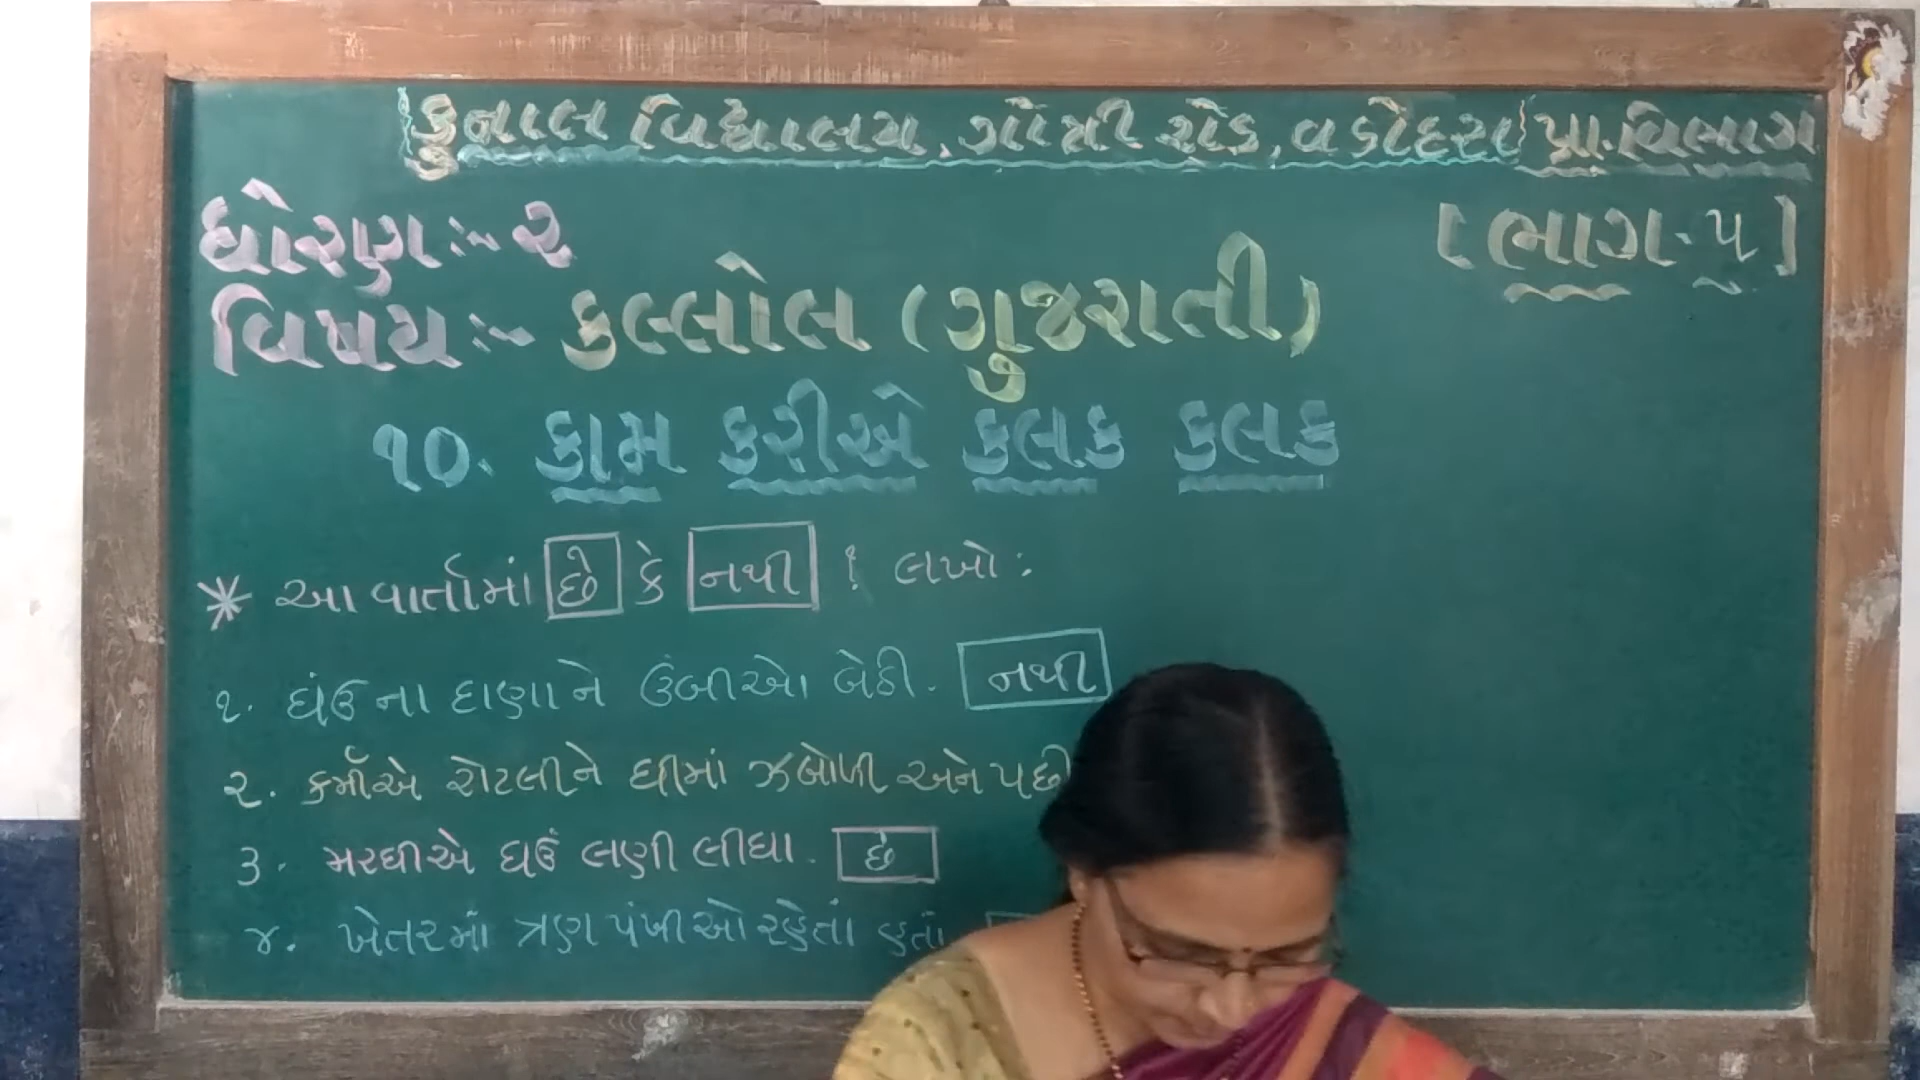 કુનાલ વિદ્યાલય, ગોત્રી રોડ, વડોદરા પ્રા. વિભાગ
ધોરણ :- ૨
[ ભાગ - ૫ ]
વિષય :- કલ્લોલ (ગુજરાતી)
૧૦. કામ કરીએ કલક કલક
* આ વાર્તામાં છે કે નથી ? લખો :
૧. ઘંઉના દાણાને ઉંબીઓ બેઠી. નથી
૨. કર્માએ રોટલીને ઘીમાં ઝબોળી અને પછી
૩. મરઘીએ ઘઉં લણી લીધા. છે
૪. ખેતરમાં ત્રણ પંખીઓ રહેતાં હતાં